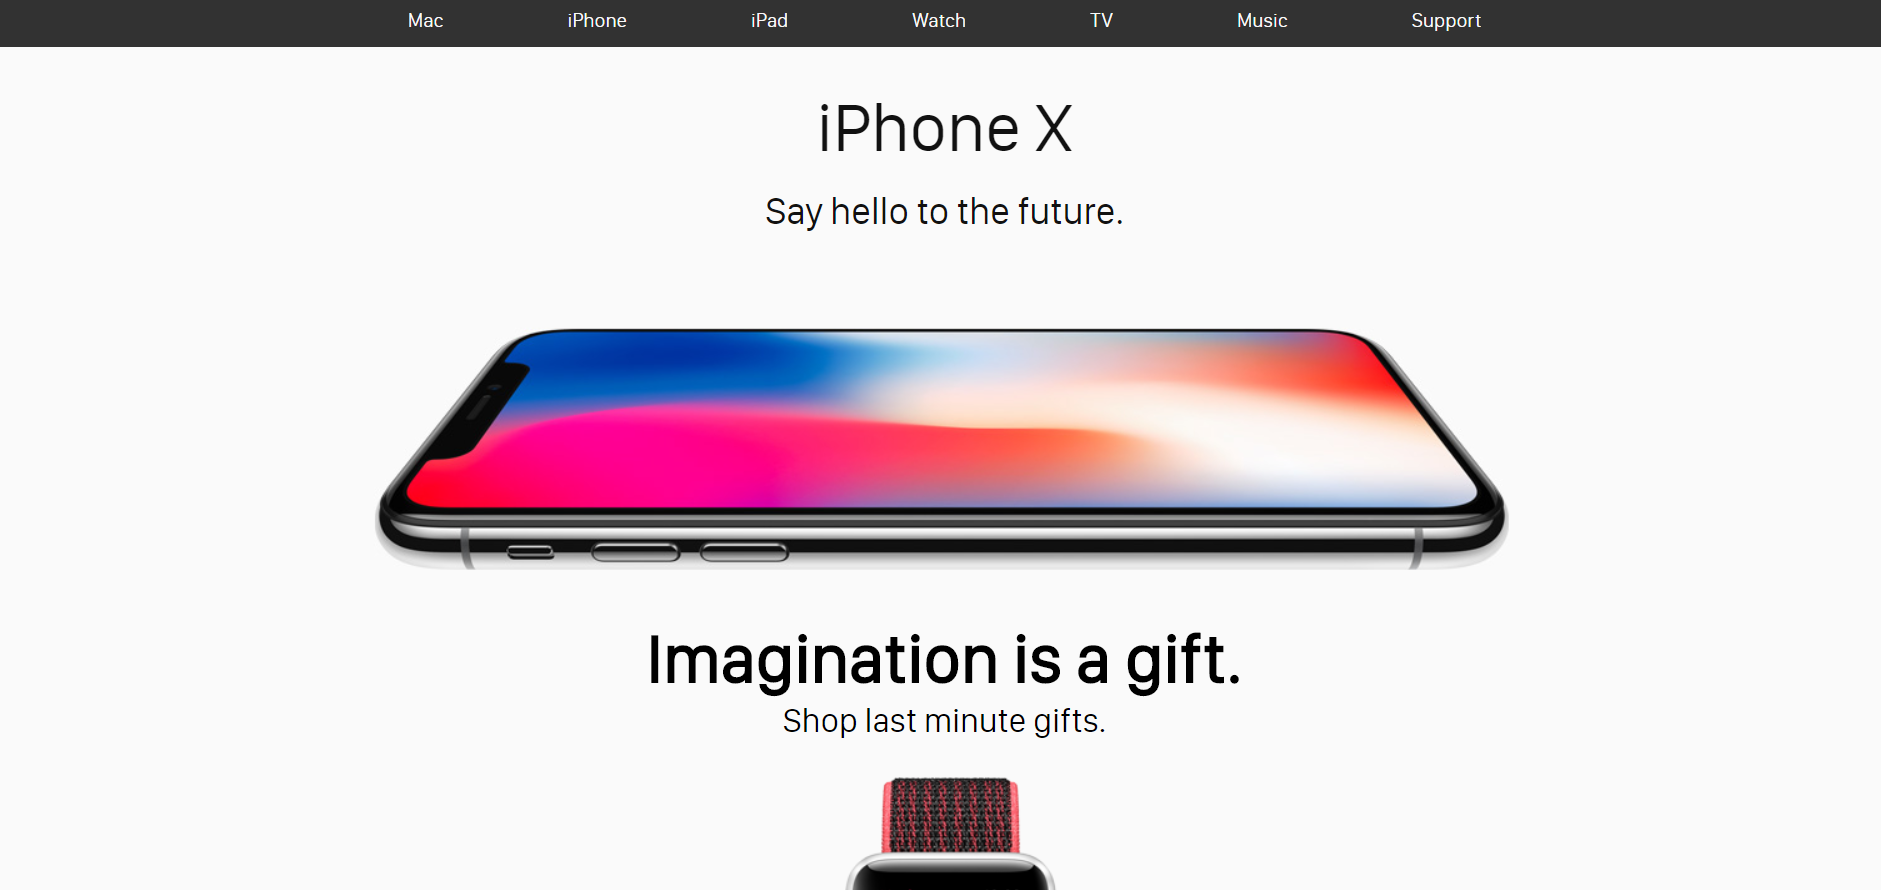 Mac iPhone iPad Watch TV Music Support
iPhone X
Say hello to the future.
Imagination is a gift.
Shop last minute gifts.